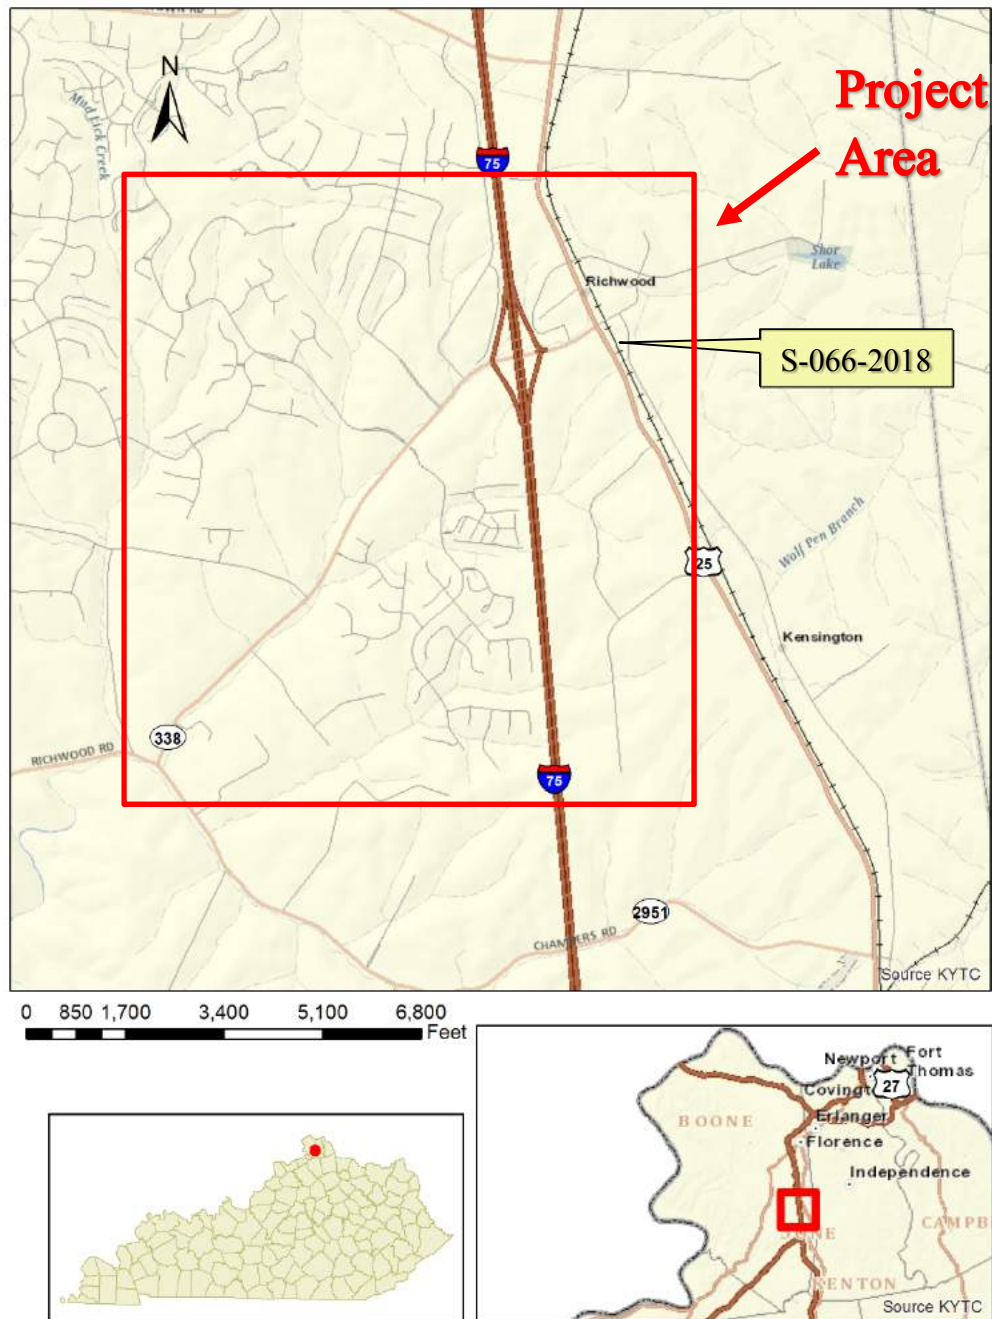 RD
N
Mud Lick Creek
75
Project
Area
Shor
Lake
Richwood
S-066-2018
Wolf Pen Branch
25
Kensington
338
RICHWOOD RD
75
2951
CHAMBERS RD
Source KYTC
0 850 1,700 3,400 5,100 6,800
Feet
Newport
Fort
Thomas
27
BOONE
Erlanger
Florence
Independence
CAMPB
KENTON
Source KYTC